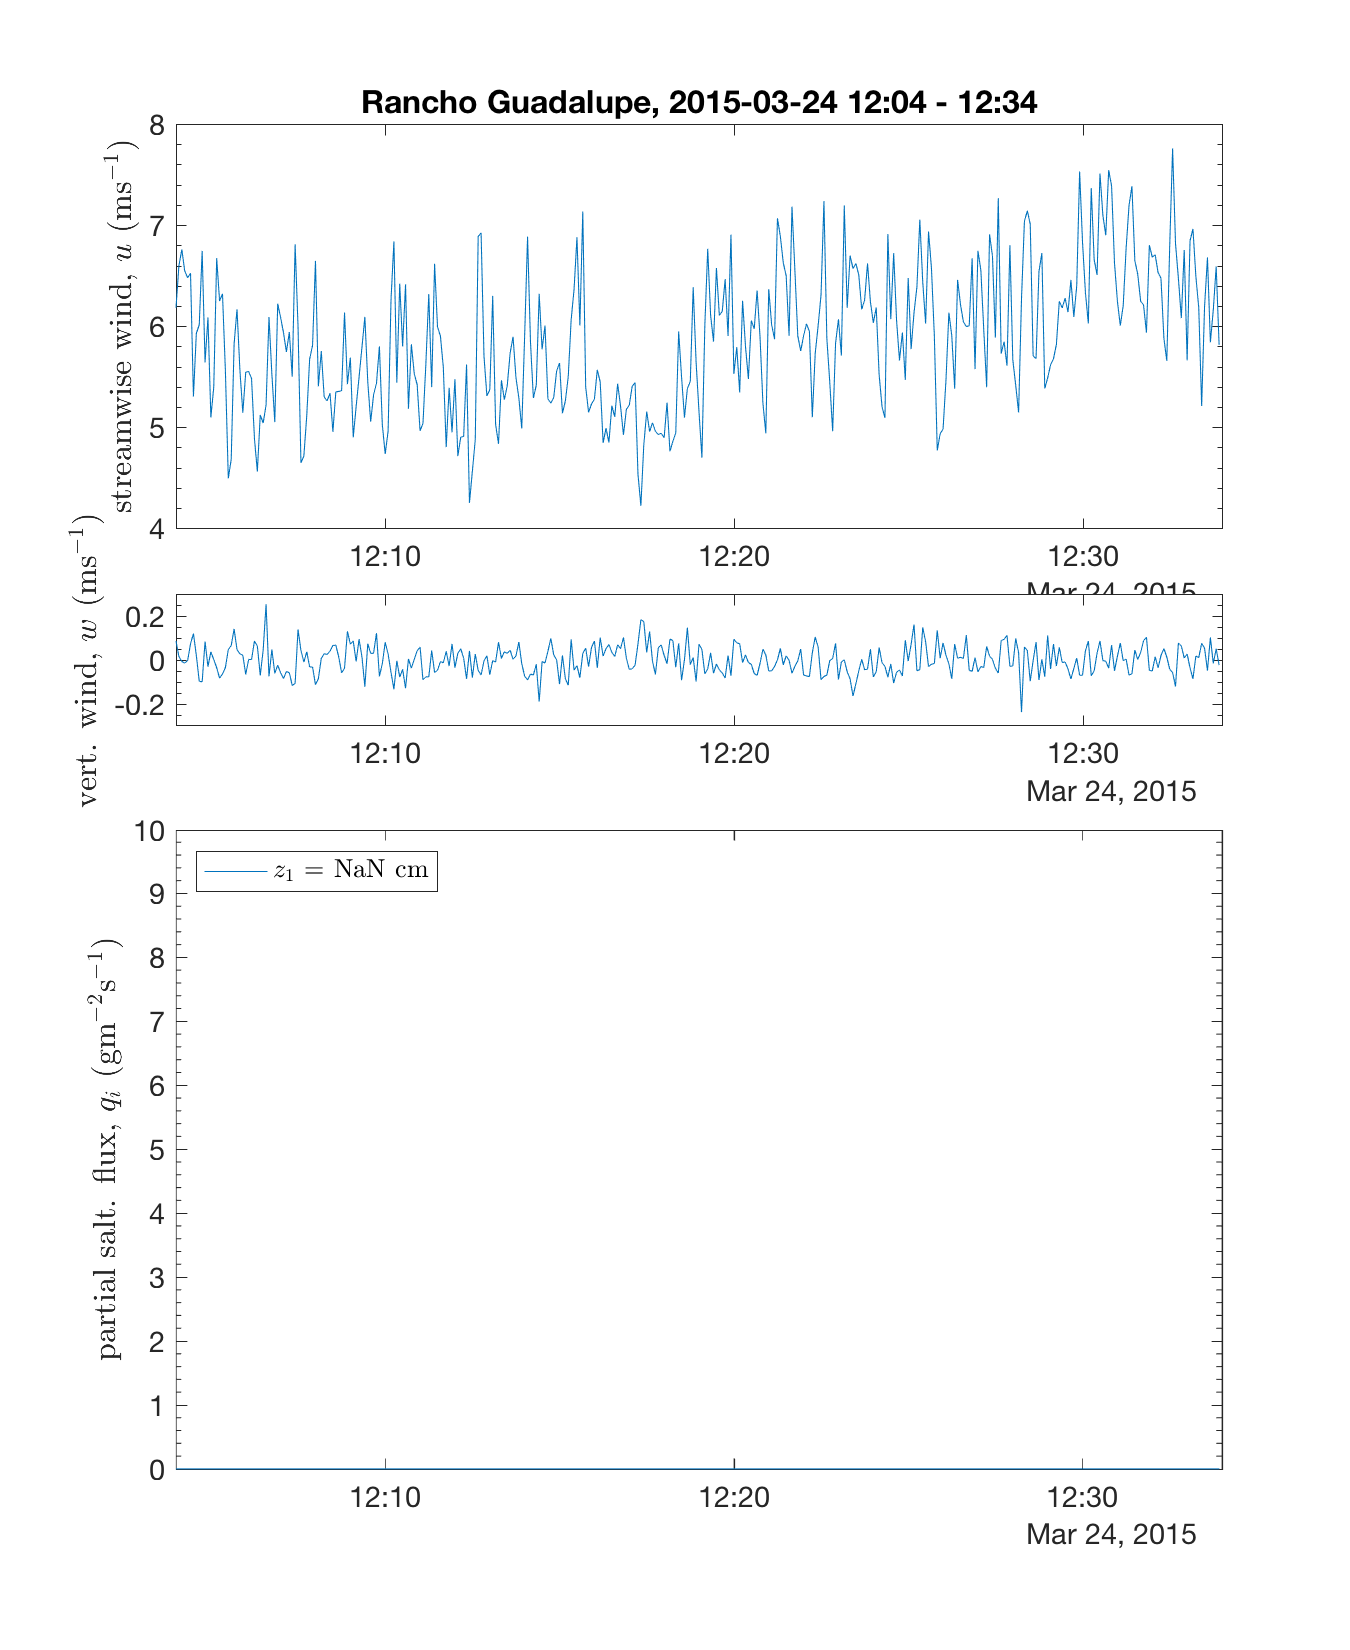 Rancho Guadalupe, 2015-03-24 12:04 - 12:34
streamwise wind, u (ms⁻¹)
8
7
6
5
4
12:10 12:20 12:30
Mar 24, 2015
vert. wind, w (ms⁻¹)
0.2
0
-0.2
12:10 12:20 12:30
Mar 24, 2015
partial salt. flux, qᵢ (gm⁻²s⁻¹)
10
9
8
7
6
5
4
3
2
1
0
z₁ = NaN cm
12:10 12:20 12:30
Mar 24, 2015